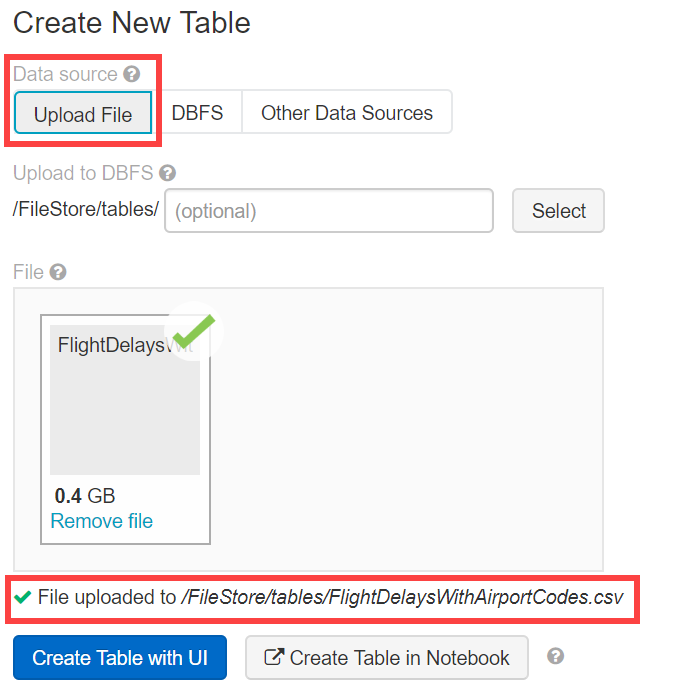 Create New Table
Data source ?
Upload File DBFS Other Data Sources
Upload to DBFS ?
/FileStore/tables/ (optional) Select
File ?
FlightDelaysWit
0.4 GB
Remove file
File uploaded to /FileStore/tables/FlightDelaysWithAirportCodes.csv
Create Table with UI Create Table in Notebook ?